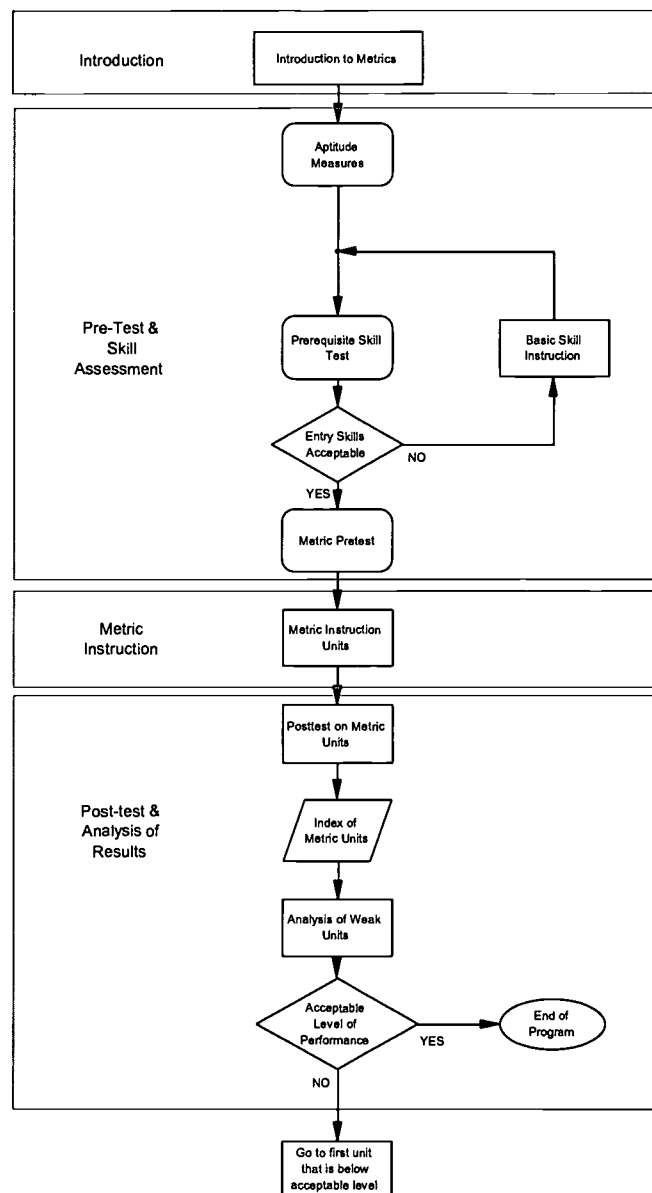 Introduction
Introduction to Metrics
Aptitude
Measures
Pre-Test &
Skill
Assessment
Prerequisite Skill
Test
Basic Skill
Instruction
Entry Skills
Acceptable
NO
YES
Metric Pretest
Metric
Instruction
Metric Instruction
Units
Posttest on Metric
Units
Post-test &
Analysis of
Results
Index of
Metric Units
Analysis of Weak
Units
Acceptable
Level of
Performance
YES
End of
Program
NO
Go to first unit
that is below
acceptable level